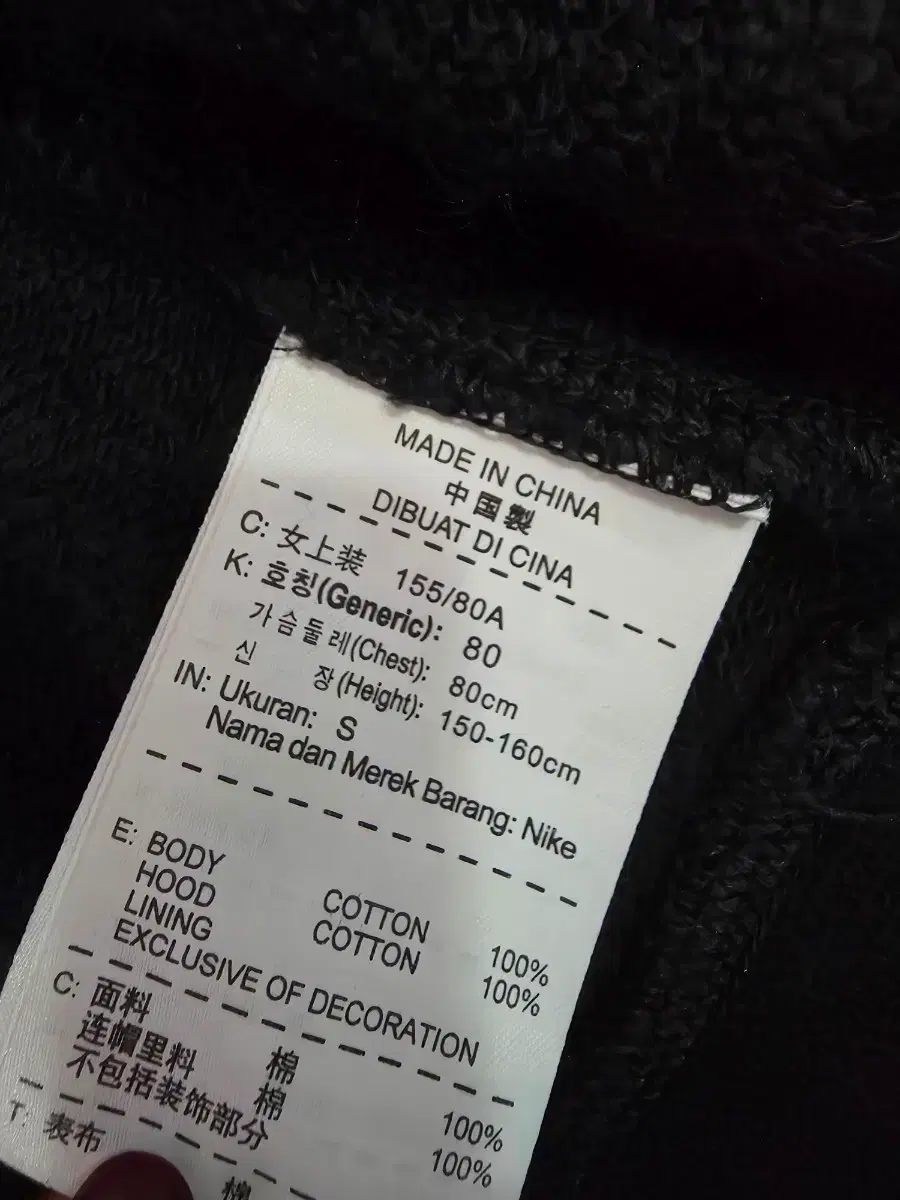 MADE IN CHINA
中国製
DIBUAT DI CINA
C: 女上装 155/80A
K: 호칭(Generic): 80
가슴둘레(Chest): 80cm
신 장(Height): 150-160cm
IN: Ukuran: S
Nama dan Merek Barang: Nike
E: BODY COTTON 100%
HOOD
LINING COTTON 100%
EXCLUSIVE OF DECORATION
C: 面料 棉 100%
连帽里料 棉 100%
不包括装饰部分
T: 表布 棉